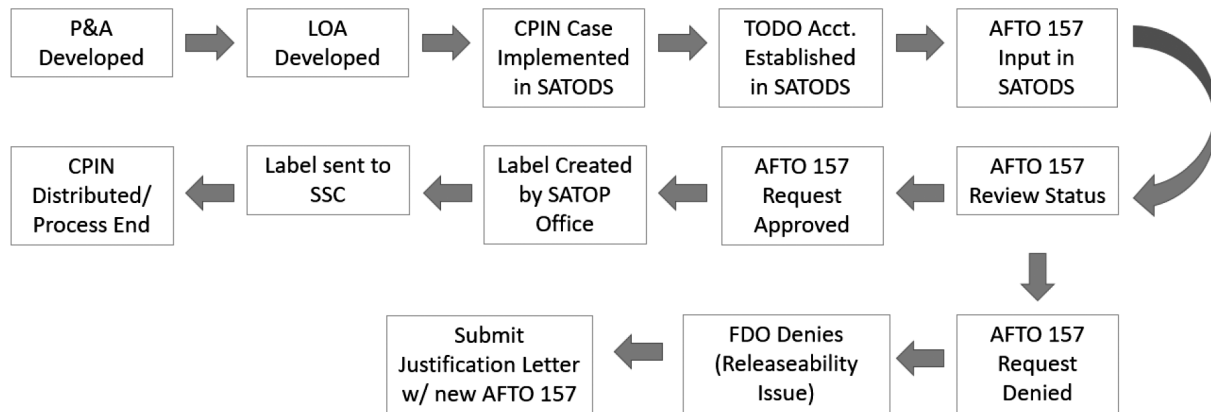 P&A
Developed
LOA
Developed
CPIN Case
Implemented
in SATODS
TODO Acct.
Established
in SATODS
AFTO 157
Input in
SATODS
CPIN
Distributed/
Process End
Label sent to
SSC
Label Created
by SATOP
Office
AFTO 157
Request
Approved
AFTO 157
Review Status
Submit
Justification Letter
w/ new AFTO 157
FDO Denies
(Releaseability
Issue)
AFTO 157
Request
Denied